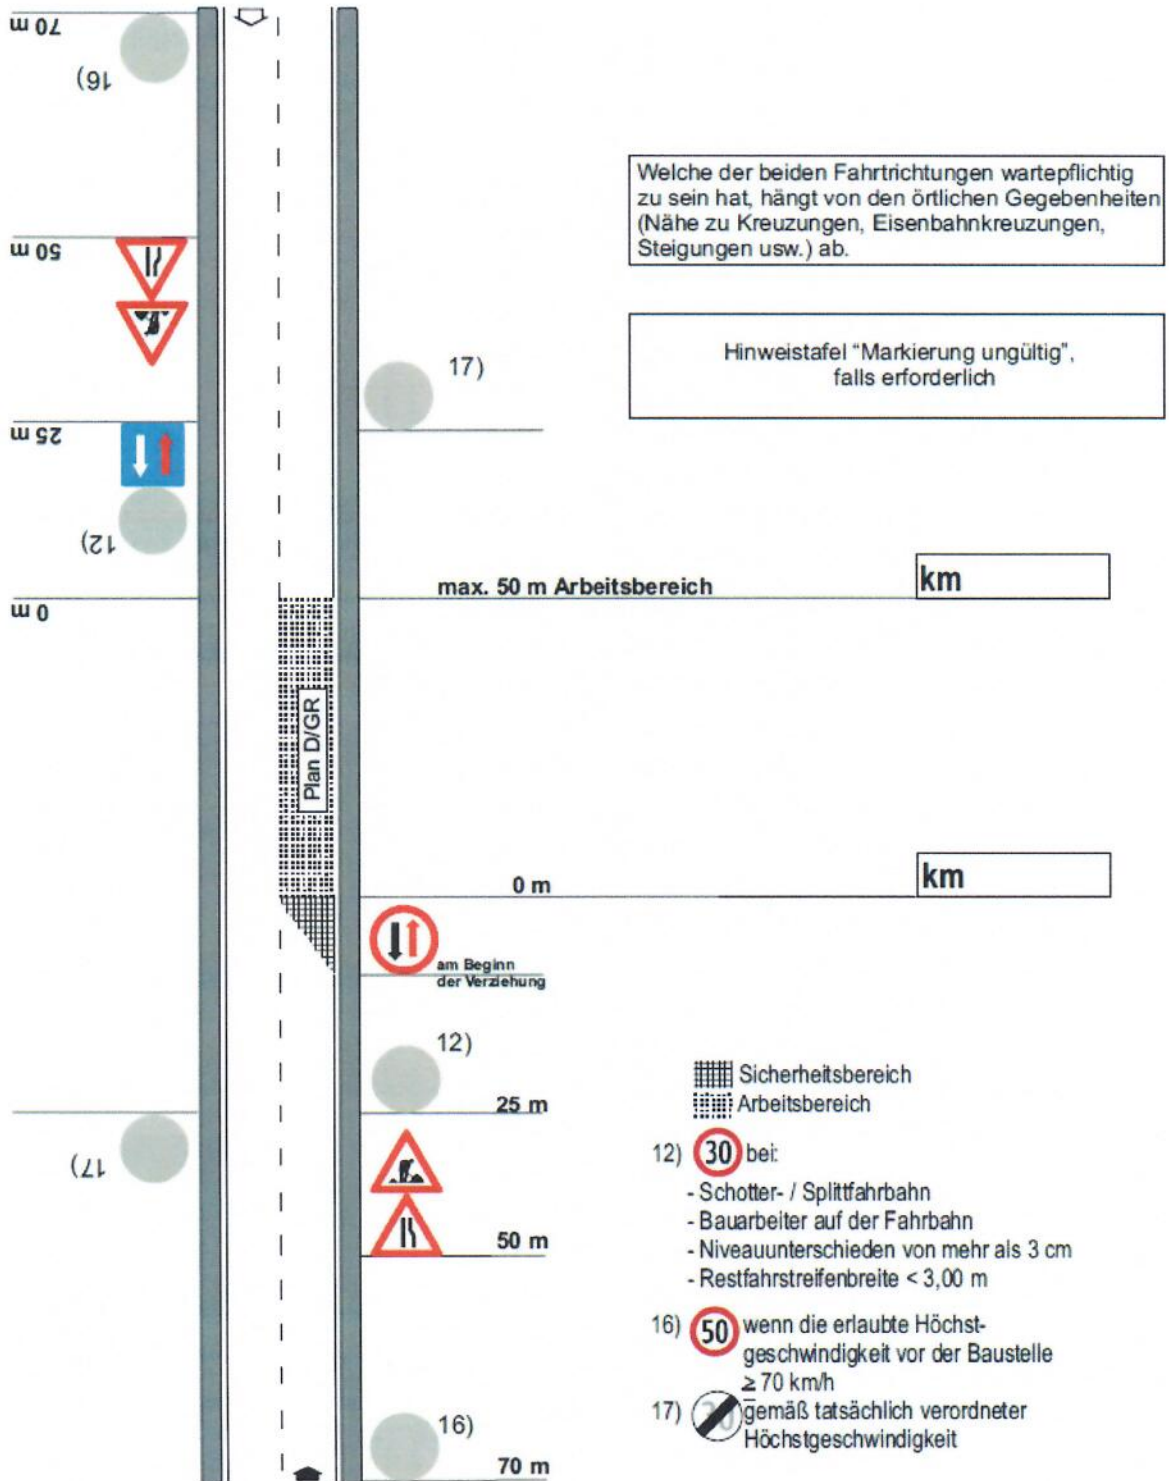 70 m
16)
50 m
25 m
12)
0 m
17)
Welche der beiden Fahrtrichtungen wartepflichtig
zu sein hat, hängt von den örtlichen Gegebenheiten
(Nähe zu Kreuzungen, Eisenbahnkreuzungen,
Steigungen usw.) ab.
Hinweistafel "Markierung ungültig",
falls erforderlich
17)
max. 50 m Arbeitsbereich
km
Plan D/GR
0 m
km
am Beginn
der Verziehung
12)
25 m
50 m
16)
70 m
Sicherheitsbereich
Arbeitsbereich
12) 30 bei:
- Schotter- / Splittfahrbahn
- Bauarbeiter auf der Fahrbahn
- Niveauunterschieden von mehr als 3 cm
- Restfahrstreifenbreite < 3,00 m
16) 50 wenn die erlaubte Höchst-
geschwindigkeit vor der Baustelle
≥ 70 km/h
17) 30 gemäß tatsächlich verordneter
Höchstgeschwindigkeit